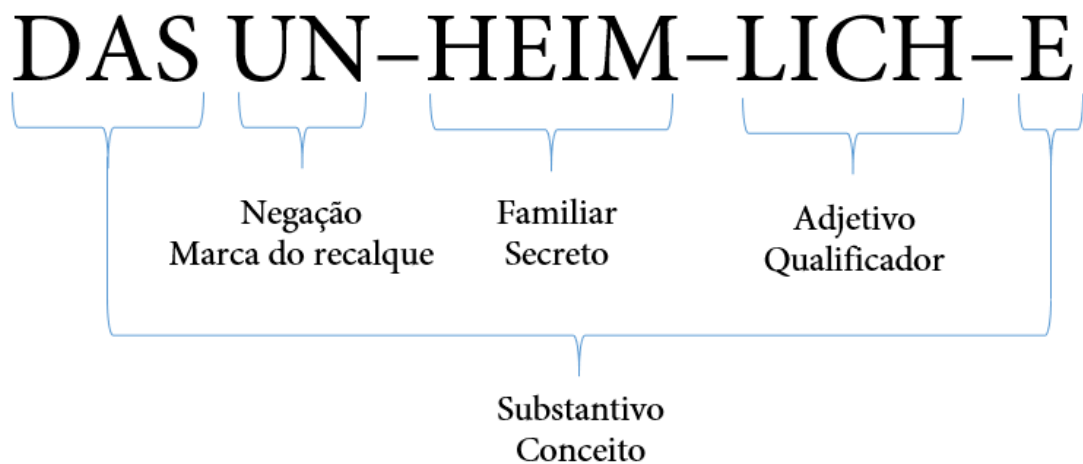 DAS UN–HEIM–LICH–E
Negação
Marca do recalque
Familiar
Secreto
Adjetivo
Qualificador
Substantivo
Conceito